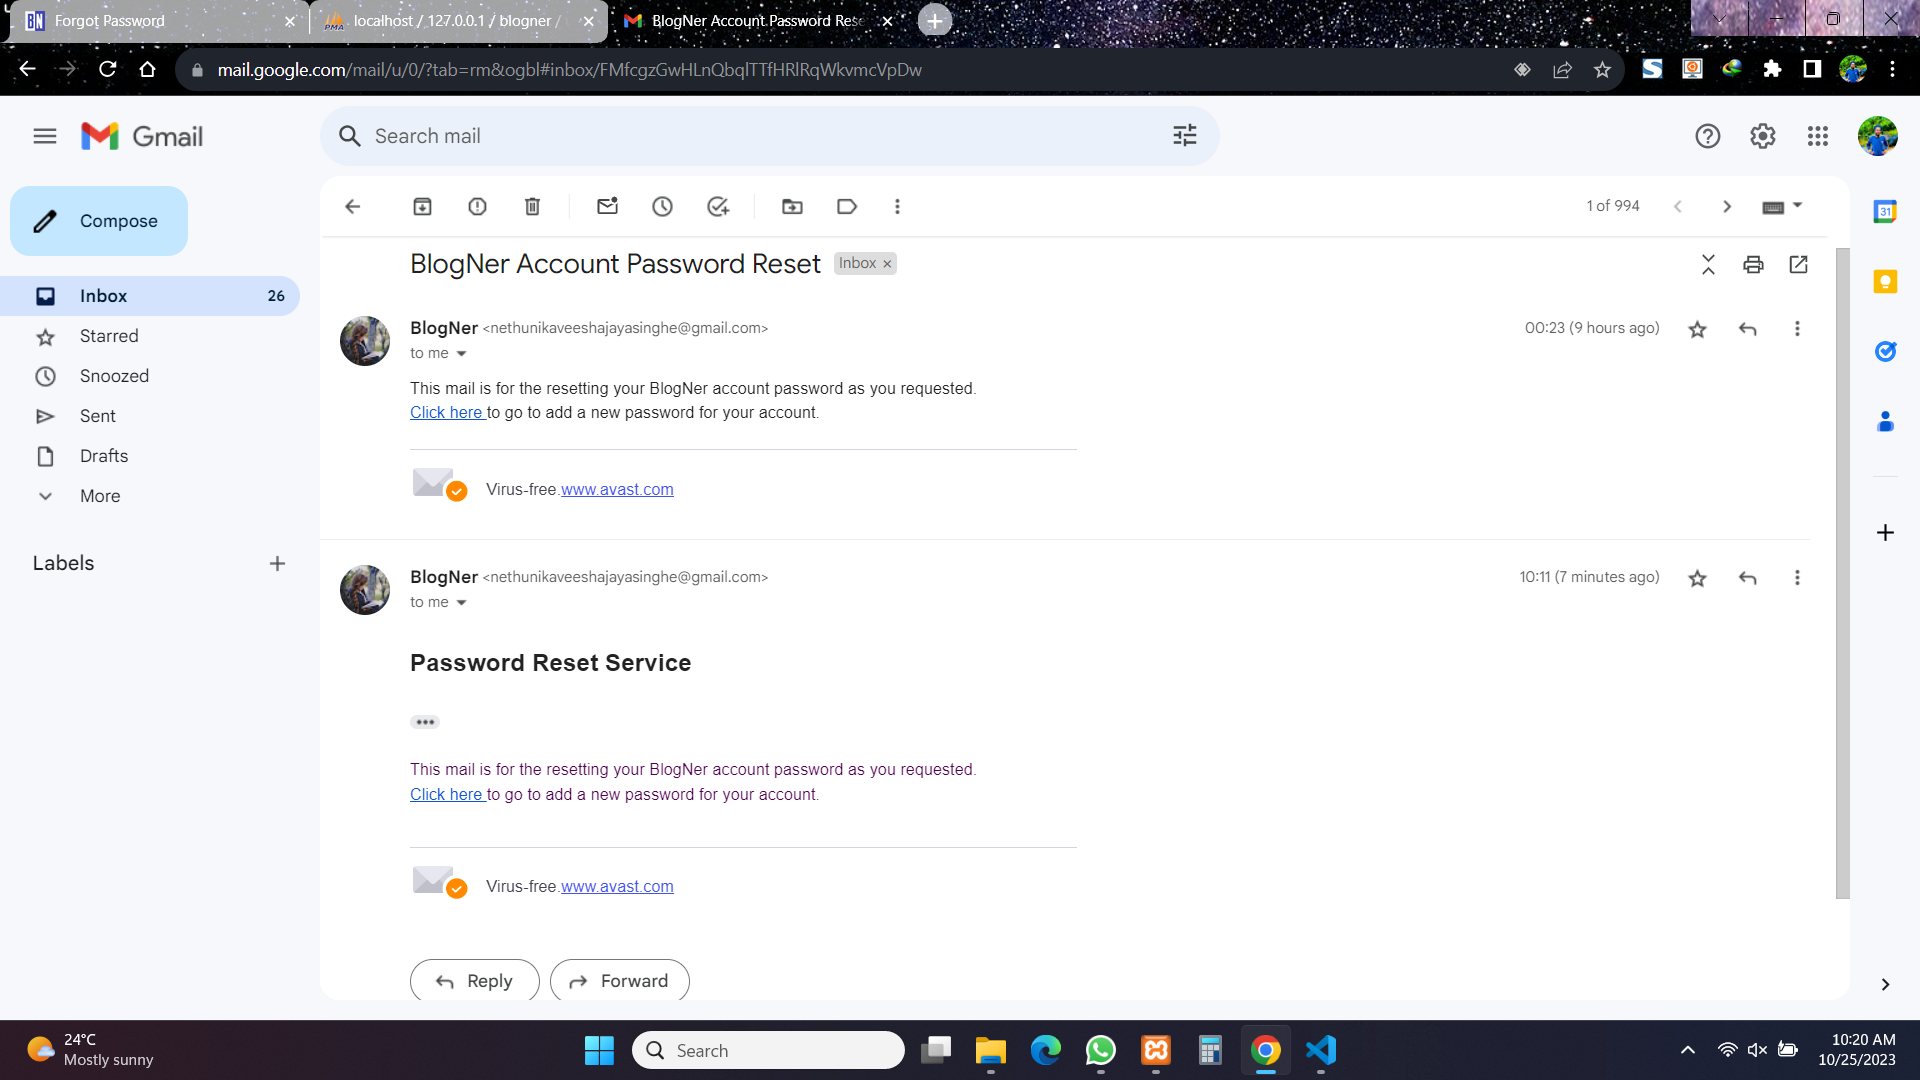 Forgot Password
localhost / 127.0.0.1 / blogner /
BlogNer Account Password Rese
mail.google.com/mail/u/0/?tab=rm&ogbl#inbox/FMfcgzGwHLnQbqlTTfHRlRqWkvmcVpDw
Gmail
Search mail
Compose
1 of 994
Inbox 26
Starred
Snoozed
Sent
Drafts
More
Labels
BlogNer Account Password Reset Inbox ×
BlogNer <nethunikaveeshajayasinghe@gmail.com> 00:23 (9 hours ago)
to me
This mail is for the resetting your BlogNer account password as you requested.
Click here to go to add a new password for your account.
Virus-free.www.avast.com
BlogNer <nethunikaveeshajayasinghe@gmail.com> 10:11 (7 minutes ago)
to me
Password Reset Service
This mail is for the resetting your BlogNer account password as you requested.
Click here to go to add a new password for your account.
Virus-free.www.avast.com
Reply
Forward
31
24°C
Mostly sunny
Search
10:20 AM
10/25/2023